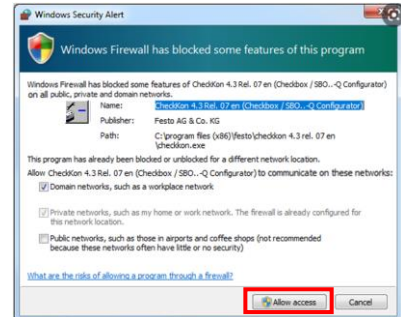 Windows Security Alert
Windows Firewall has blocked some features of this program
Windows Firewall has blocked some features of CheckKon 4.3 Rel. 07 en (Checkbox / SBO..-Q Configurator)
on all public, private and domain networks.
Name: CheckKon 4.3 Rel. 07 en (Checkbox / SBO..-Q Configurator)
Publisher: Festo AG & Co. KG
Path: C:\program files (x86)\festo\checkkon 4.3 rel. 07 en
\checkkon.exe
This program has already been blocked or unblocked for a different network location.
Allow CheckKon 4.3 Rel. 07 en (Checkbox / SBO..-Q Configurator) to communicate on these networks:
Domain networks, such as a workplace network
Private networks, such as my home or work network. The firewall is already configured for
this network location.
Public networks, such as those in airports and coffee shops (not recommended
because these networks often have little or no security)
What are the risks of allowing a program through a firewall?
Allow access
Cancel